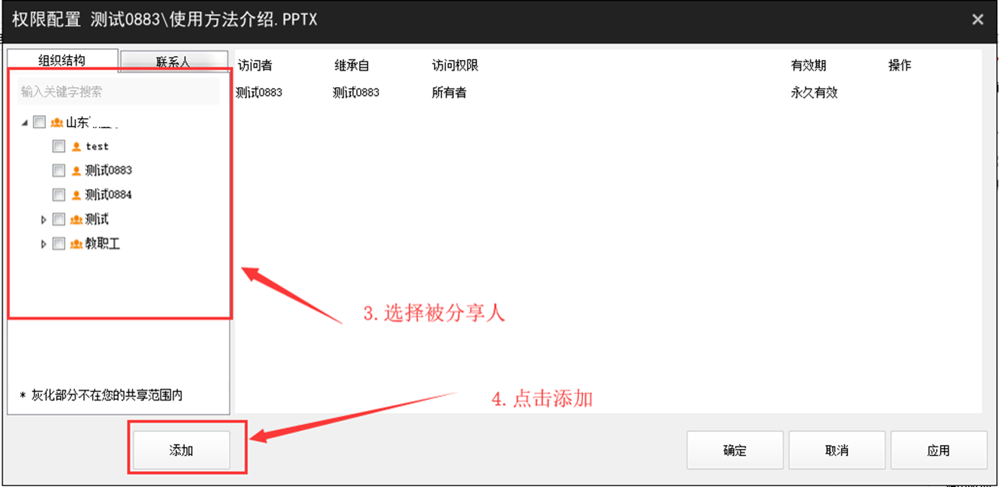 权限配置 测试0883\使用方法介绍.PPTX
组织结构 联系人 访问者 继承自 访问权限 有效期 操作
输入关键字搜索 测试0883 测试0883 所有者 永久有效
山东
test
测试0883
测试0884
测试
教职工
3.选择被分享人
* 灰化部分不在您的共享范围内
4.点击添加
添加 确定 取消 应用